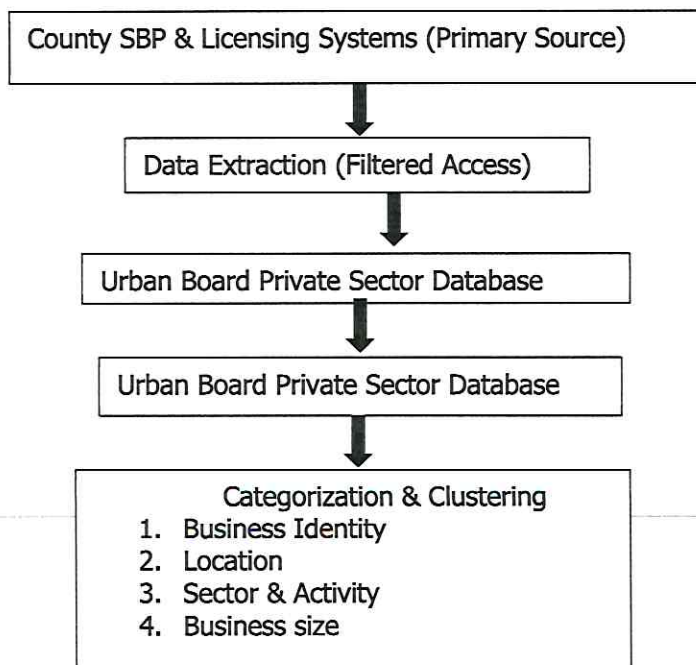 County SBP & Licensing Systems (Primary Source)
Data Extraction (Filtered Access)
Urban Board Private Sector Database
Urban Board Private Sector Database
Categorization & Clustering
1. Business Identity
2. Location
3. Sector & Activity
4. Business size